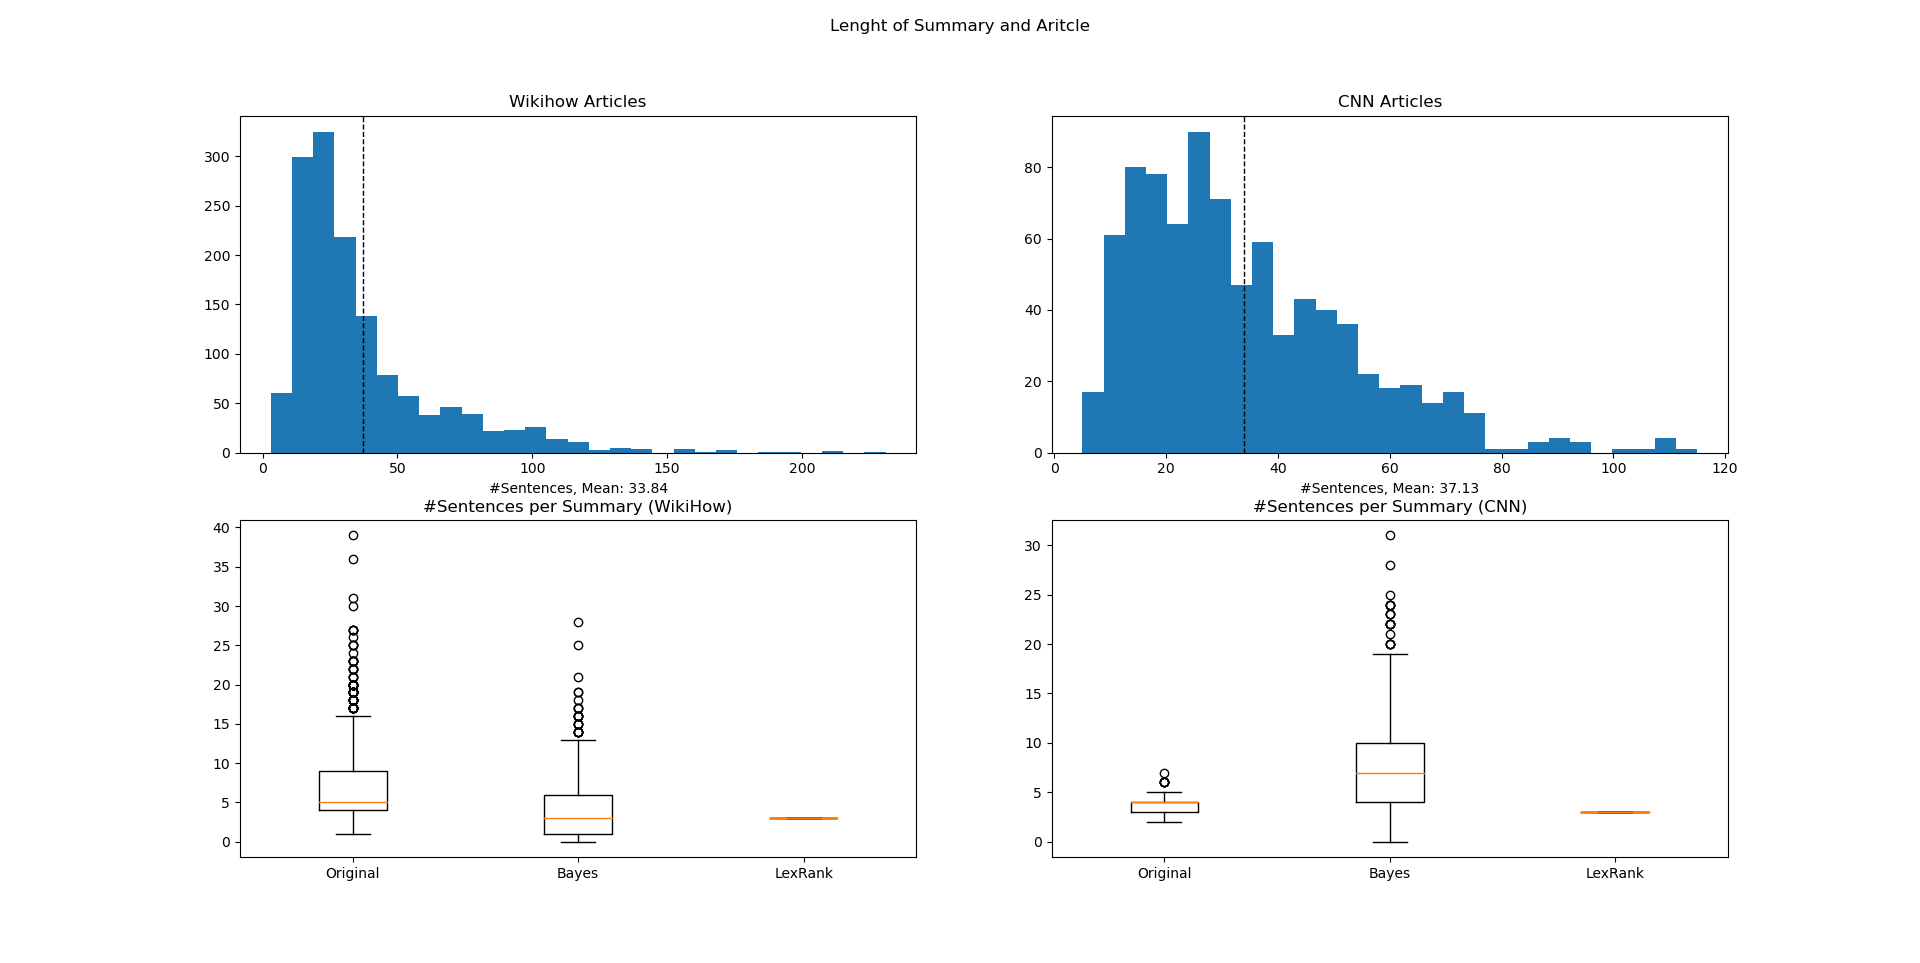 Lenght of Summary and Aritcle
Wikihow Articles
300
250
200
150
100
50
0
0 50 100 150 200
#Sentences, Mean: 33.84
CNN Articles
80
60
40
20
0
0 20 40 60 80 100 120
#Sentences, Mean: 37.13
#Sentences per Summary (WikiHow)
40
35
30
25
20
15
10
5
0
Original Bayes LexRank
#Sentences per Summary (CNN)
30
25
20
15
10
5
0
Original Bayes LexRank